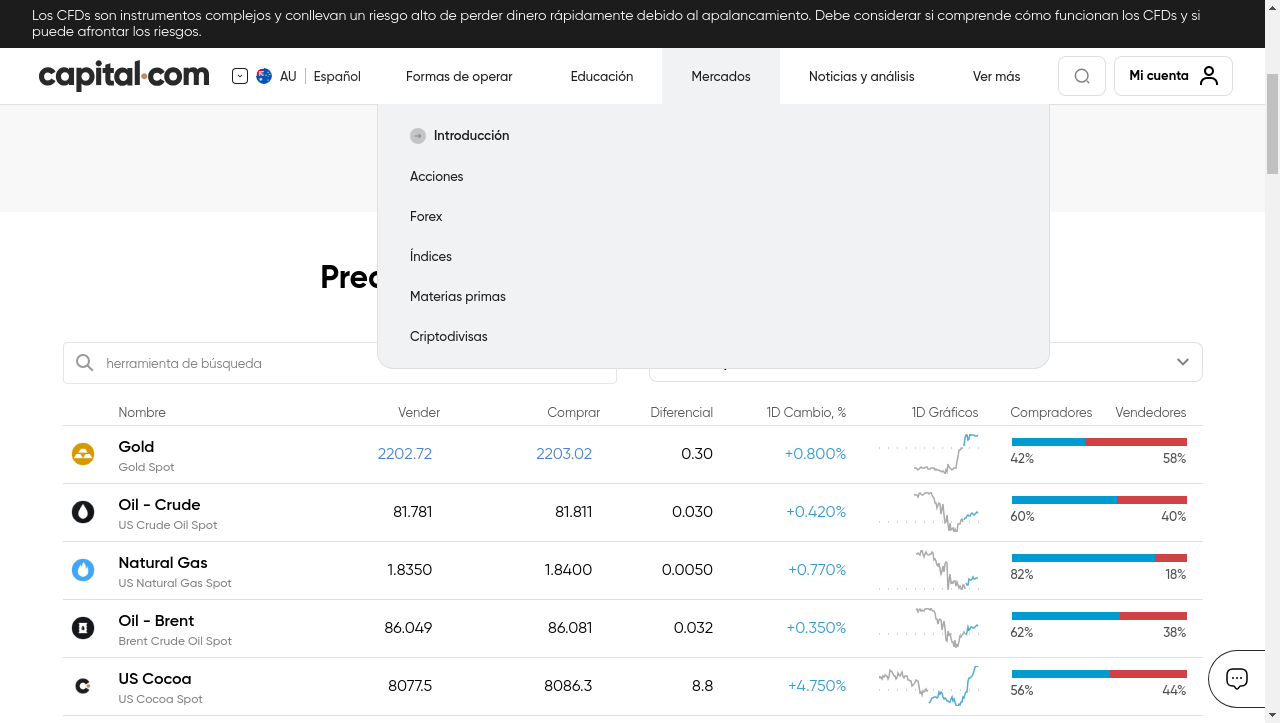 Los CFDs son instrumentos complejos y conllevan un riesgo alto de perder dinero rápidamente debido al apalancamiento. Debe considerar si comprende cómo funcionan los CFDs y si
puede afrontar los riesgos.
capital.com AU Español Formas de operar Educación Mercados Noticias y análisis Ver más Mi cuenta
Introducción
Acciones
Forex
Índices
Materias primas
Criptodivisas
herramienta de búsqueda
Nombre Vender Comprar Diferencial 1D Cambio, % 1D Gráficos Compradores Vendedores
Gold 2202.72 2203.02 0.30 +0.800%
Gold Spot 42% 58%
Oil - Crude 81.781 81.811 0.030 +0.420%
US Crude Oil Spot 60% 40%
Natural Gas 1.8350 1.8400 0.0050 +0.770%
US Natural Gas Spot 82% 18%
Oil - Brent 86.049 86.081 0.032 +0.350%
Brent Crude Oil Spot 62% 38%
US Cocoa 8077.5 8086.3 8.8 +4.750%
US Cocoa Spot 56% 44%